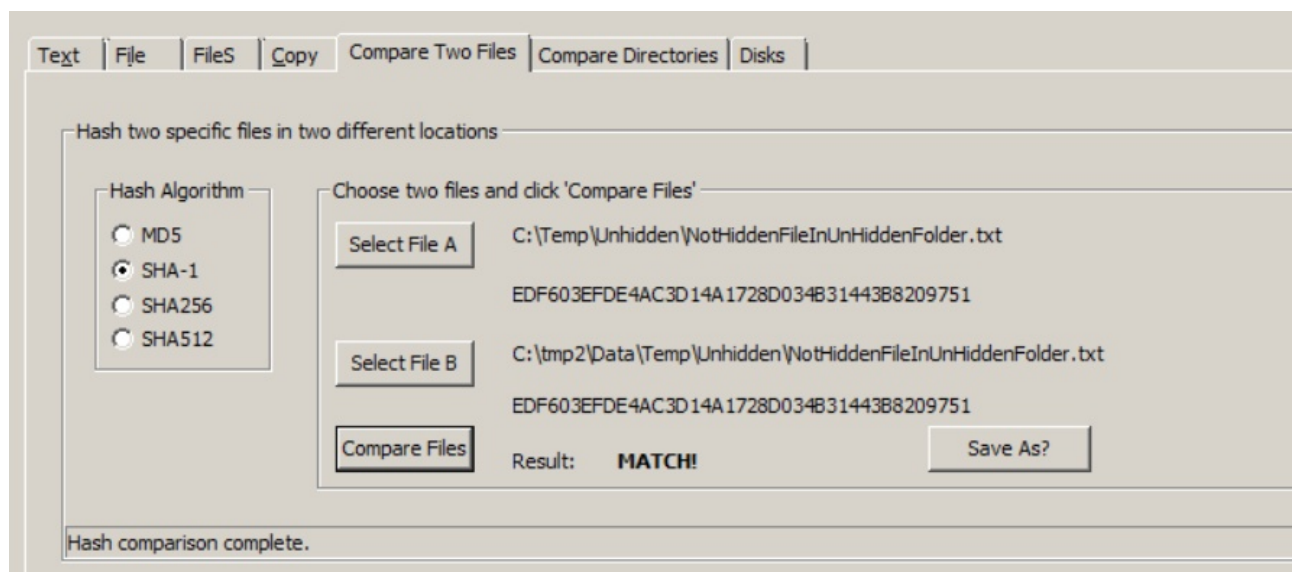 Text File FileS Copy Compare Two Files Compare Directories Disks
Hash two specific files in two different locations
Hash Algorithm
MD5
SHA-1
SHA256
SHA512
Choose two files and click 'Compare Files'
Select File A C:\Temp\Unhidden\NotHiddenFileInUnHiddenFolder.txt
EDF603EFDE4AC3D14A1728D034B31443B8209751
Select File B C:\tmp2\Data\Temp\Unhidden\NotHiddenFileInUnHiddenFolder.txt
EDF603EFDE4AC3D14A1728D034B31443B8209751
Compare Files Result: MATCH! Save As?
Hash comparison complete.